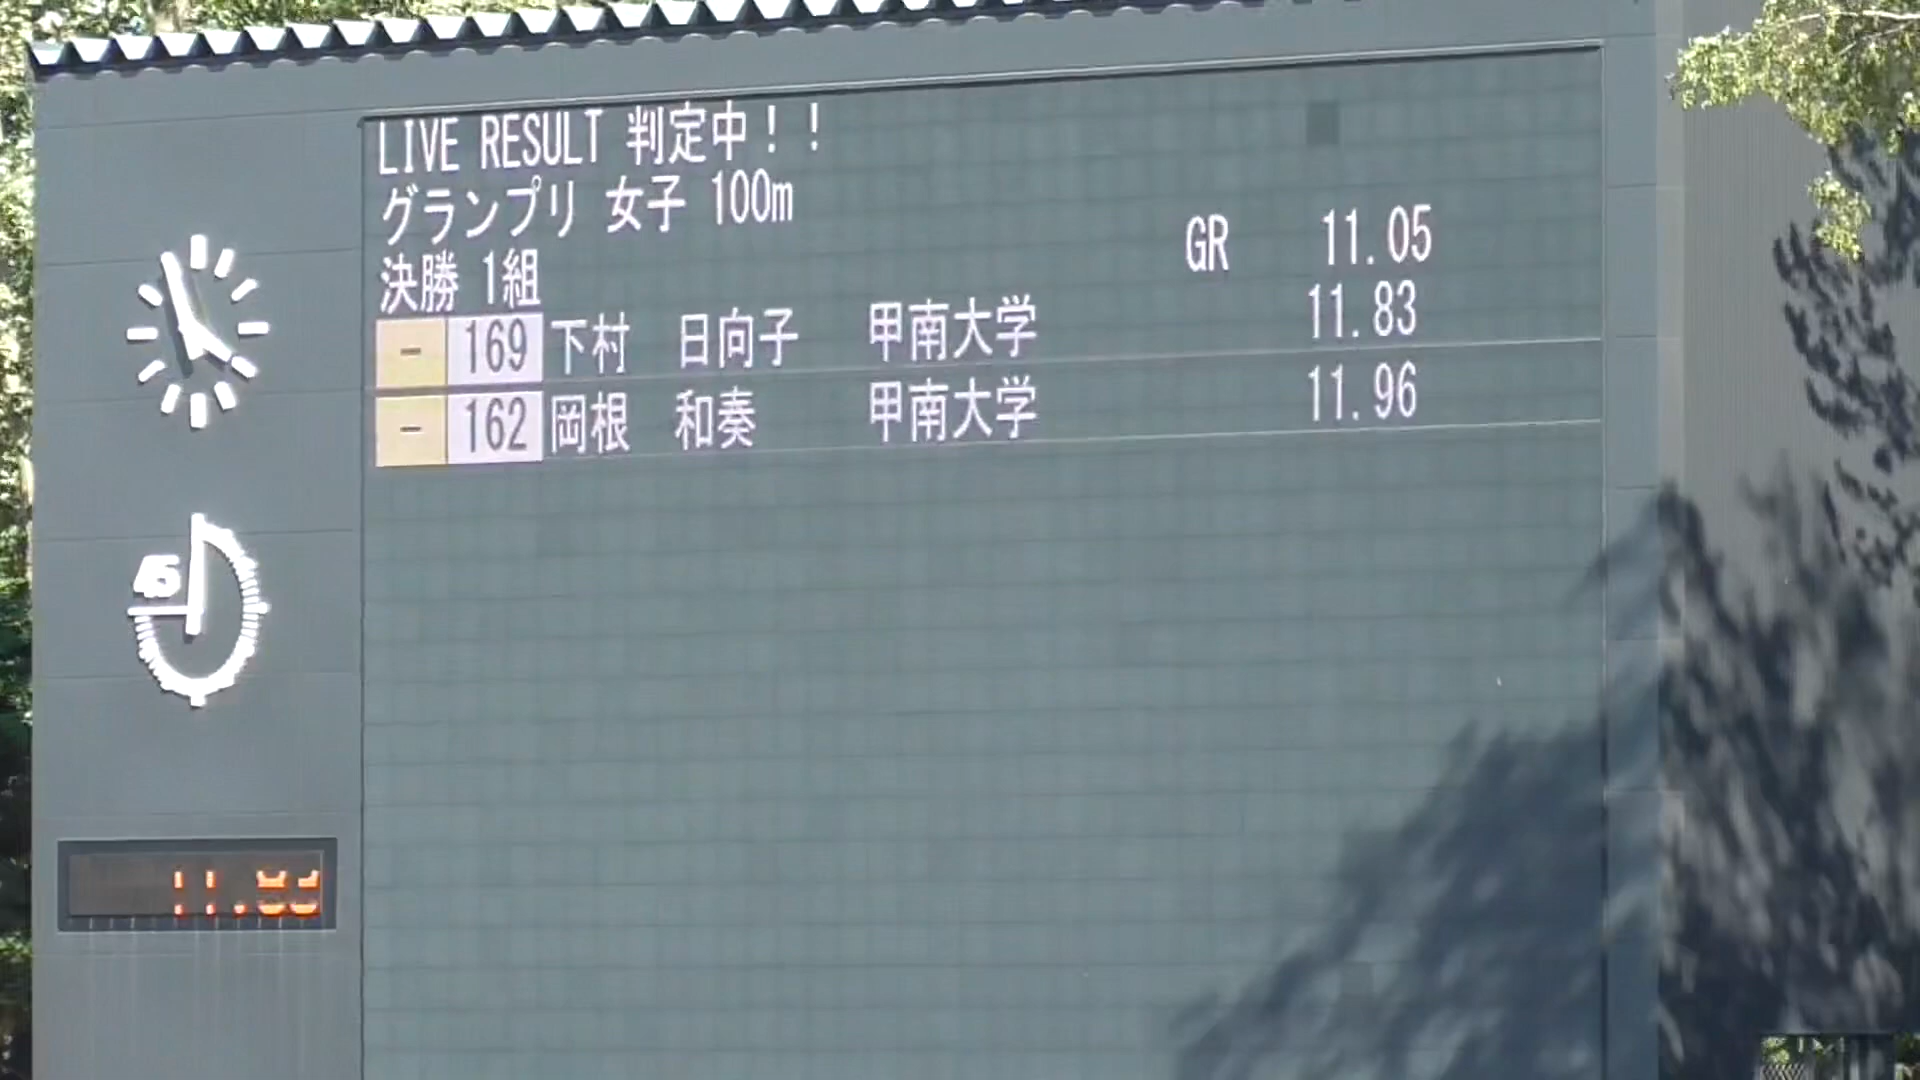 LIVE RESULT 判定中！！
グランプリ 女子 100m
GR 11.05
決勝 1組
- 169 下村 日向子 甲南大学 11.83
- 162 岡根 和奏 甲南大学 11.96
45